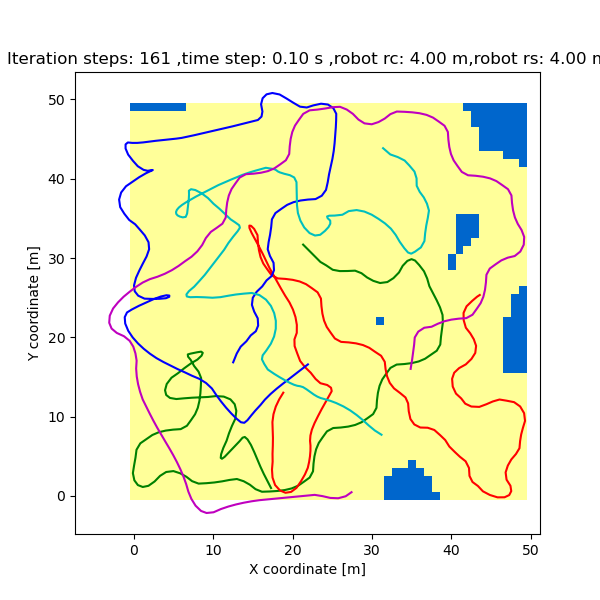 Iteration steps: 161 ,time step: 0.10 s ,robot rc: 4.00 m,robot rs: 4.00 m
50
40
30
20
10
0
Y coordinate [m]
0 10 20 30 40 50
X coordinate [m]